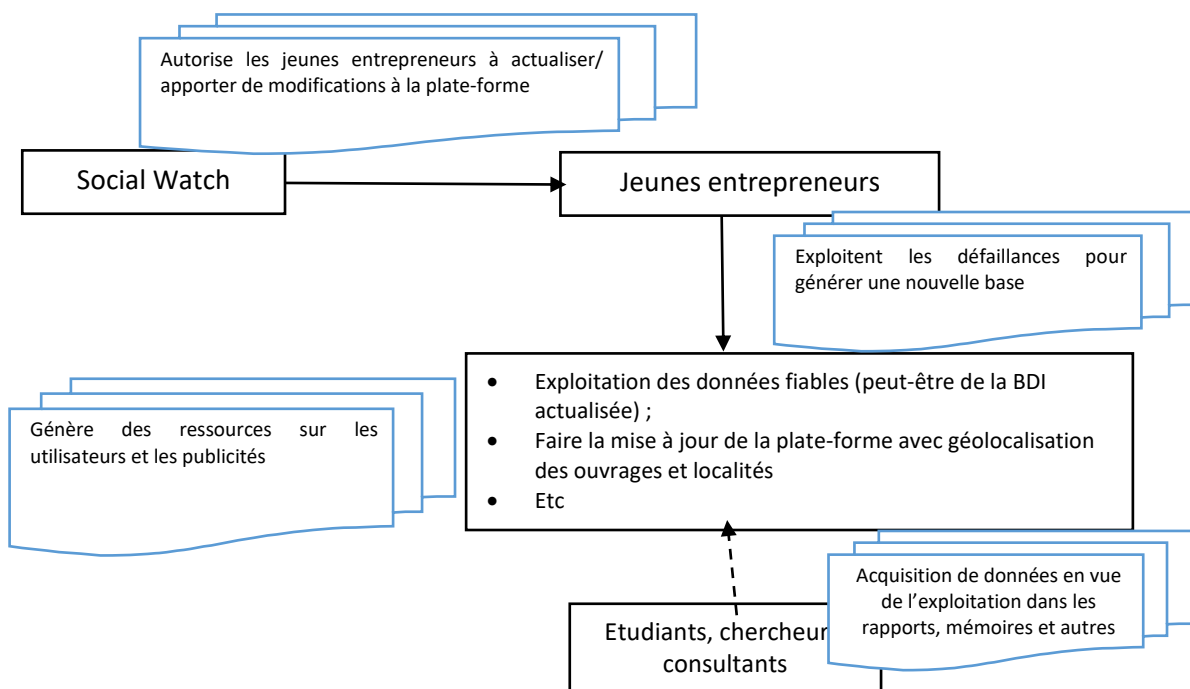 Autorise les jeunes entrepreneurs à actualiser/
apporter de modifications à la plate-forme
Social Watch
Jeunes entrepreneurs
Exploitent les défaillances pour
générer une nouvelle base
• Exploitation des données fiables (peut-être de la BDI
actualisée) ;
• Faire la mise à jour de la plate-forme avec géolocalisation
des ouvrages et localités
• Etc
Génère des ressources sur les
utilisateurs et les publicités
Acquisition de données en vue
de l’exploitation dans les
rapports, mémoires et autres
Etudiants, chercheur
consultants